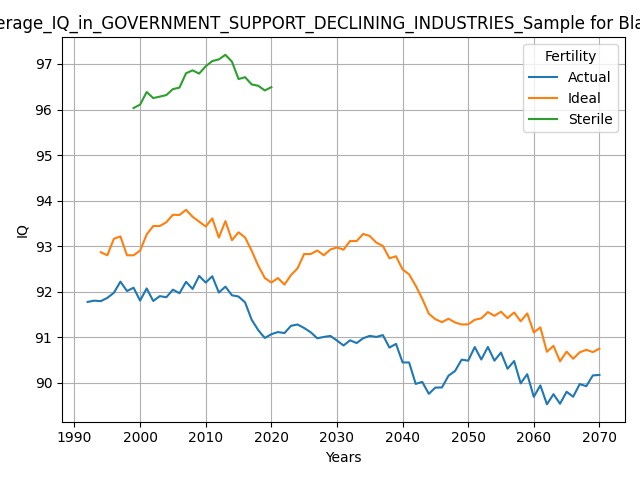 erage_IQ_in_GOVERNMENT_SUPPORT_DECLINING_INDUSTRIES_Sample for Bla
Fertility
Actual
Ideal
Sterile
97
96
95
94
93
92
91
90
IQ
1990 2000 2010 2020 2030 2040 2050 2060 2070
Years